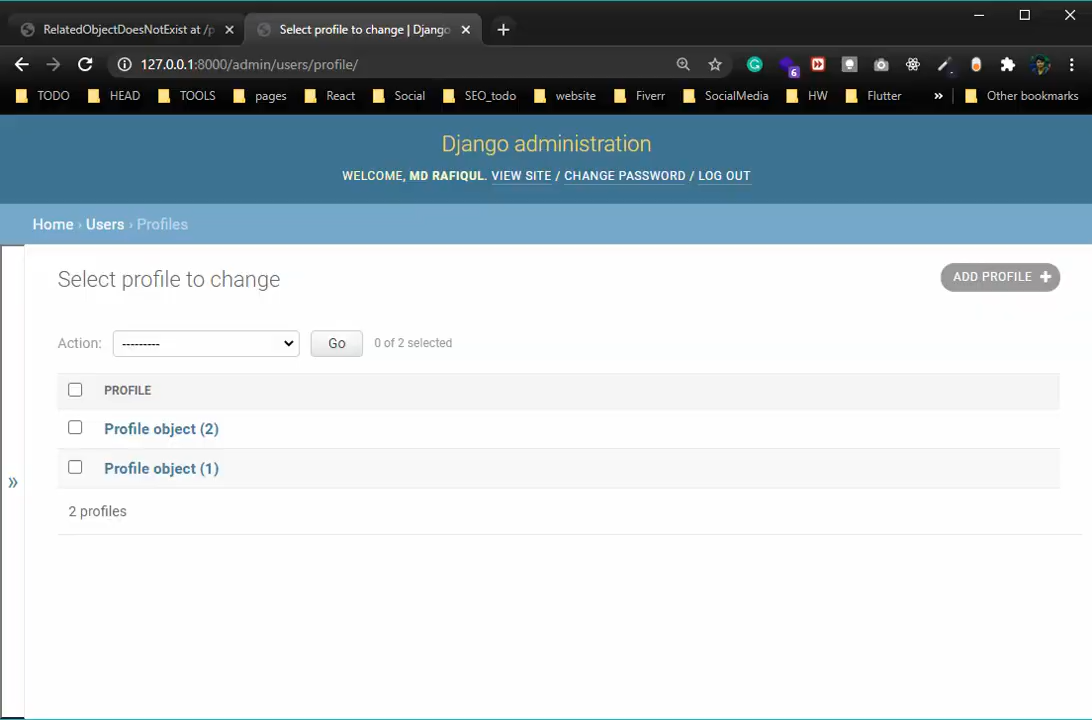 RelatedObjectDoesNotExist at /p
Select profile to change | Django
127.0.0.1:8000/admin/users/profile/
6
TODO HEAD TOOLS pages React Social SEO_todo website Fiverr SocialMedia HW Flutter » Other bookmarks
Django administration
WELCOME, MD RAFIQUL. VIEW SITE / CHANGE PASSWORD / LOG OUT
Home › Users › Profiles
Select profile to change
ADD PROFILE +
Action: --------- Go 0 of 2 selected
PROFILE
Profile object (2)
Profile object (1)
»
2 profiles